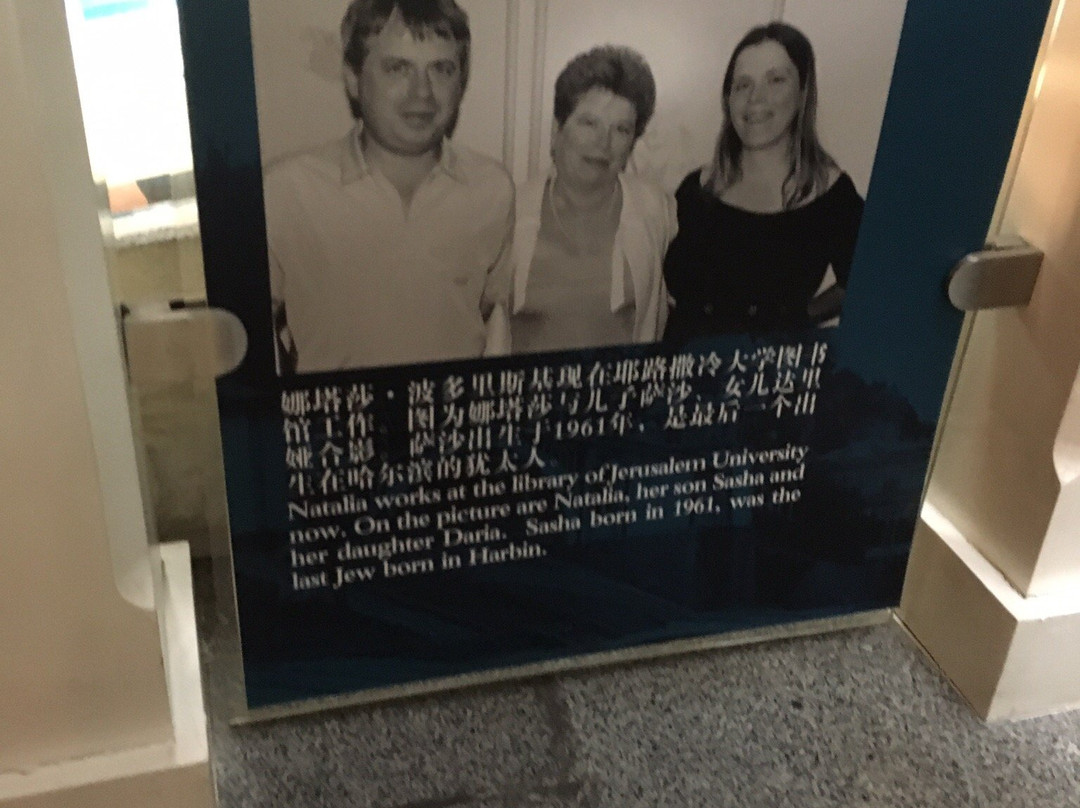 娜塔莎·波多里斯基现在耶路撒冷大学图书
馆工作。图为娜塔莎与儿子萨沙、女儿达里
娅合影。萨沙出生于1961年，是最后一个出
生在哈尔滨的犹太人。
Natalia works at the library of Jerusalem University
now. On the picture are Natalia, her son Sasha and
her daughter Daria. Sasha born in 1961, was the
last Jew born in Harbin.